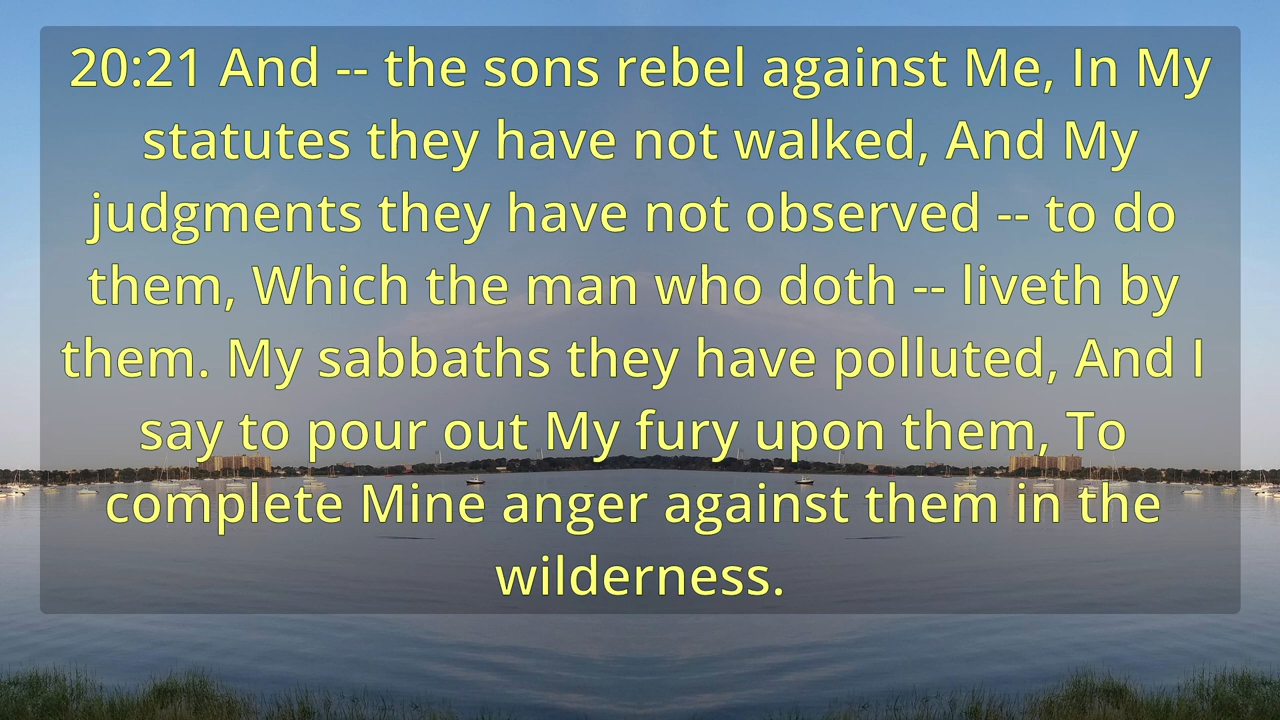 20:21 And -- the sons rebel against Me, In My
statutes they have not walked, And My
judgments they have not observed -- to do
them, Which the man who doth -- liveth by
them. My sabbaths they have polluted, And I
say to pour out My fury upon them, To
complete Mine anger against them in the
wilderness.